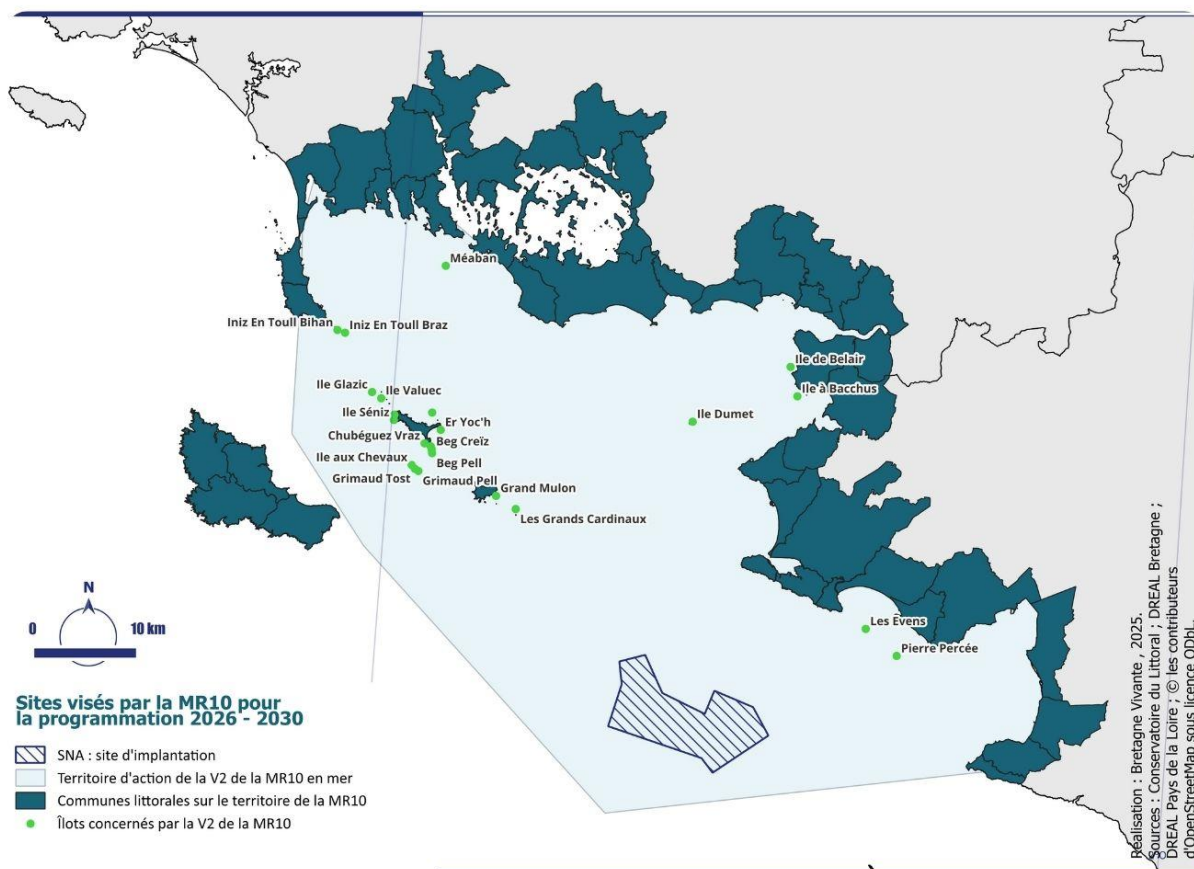 Méaban
Iniz En Toull Bihan
Iniz En Toull Braz
Ile de Belair
Ile à Bacchus
Ile Glazic
Ile Valuec
Ile Séniz
Er Yoc'h
Ile Dumet
Chubéguez Vraz
Beg Creïz
Ile aux Chevaux
Beg Pell
Grimaud Tost
Grimaud Pell
Grand Mulon
Les Grands Cardinaux
Les Évens
Pierre Percée
N
0 10 km
Sites visés par la MR10 pour
la programmation 2026 - 2030
SNA : site d'implantation
Territoire d'action de la V2 de la MR10 en mer
Communes littorales sur le territoire de la MR10
Îlots concernés par la V2 de la MR10
Réalisation : Bretagne Vivante , 2025.
Sources : Conservatoire du Littoral ; DREAL Bretagne ;
DREAL Pays de la Loire ; © les contributeurs
d'OpenStreetMap sous licence ODbL.